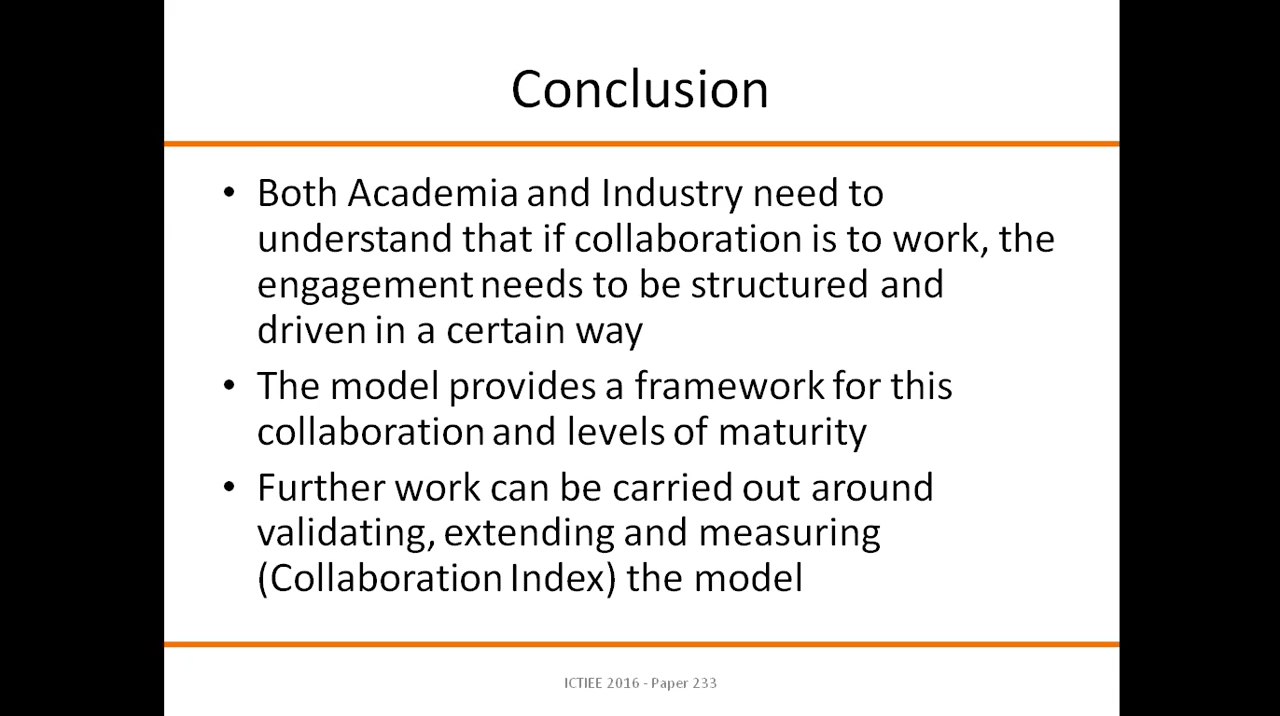 Conclusion
• Both Academia and Industry need to
understand that if collaboration is to work, the
engagement needs to be structured and
driven in a certain way
• The model provides a framework for this
collaboration and levels of maturity
• Further work can be carried out around
validating, extending and measuring
(Collaboration Index) the model
ICTIEE 2016 - Paper 233